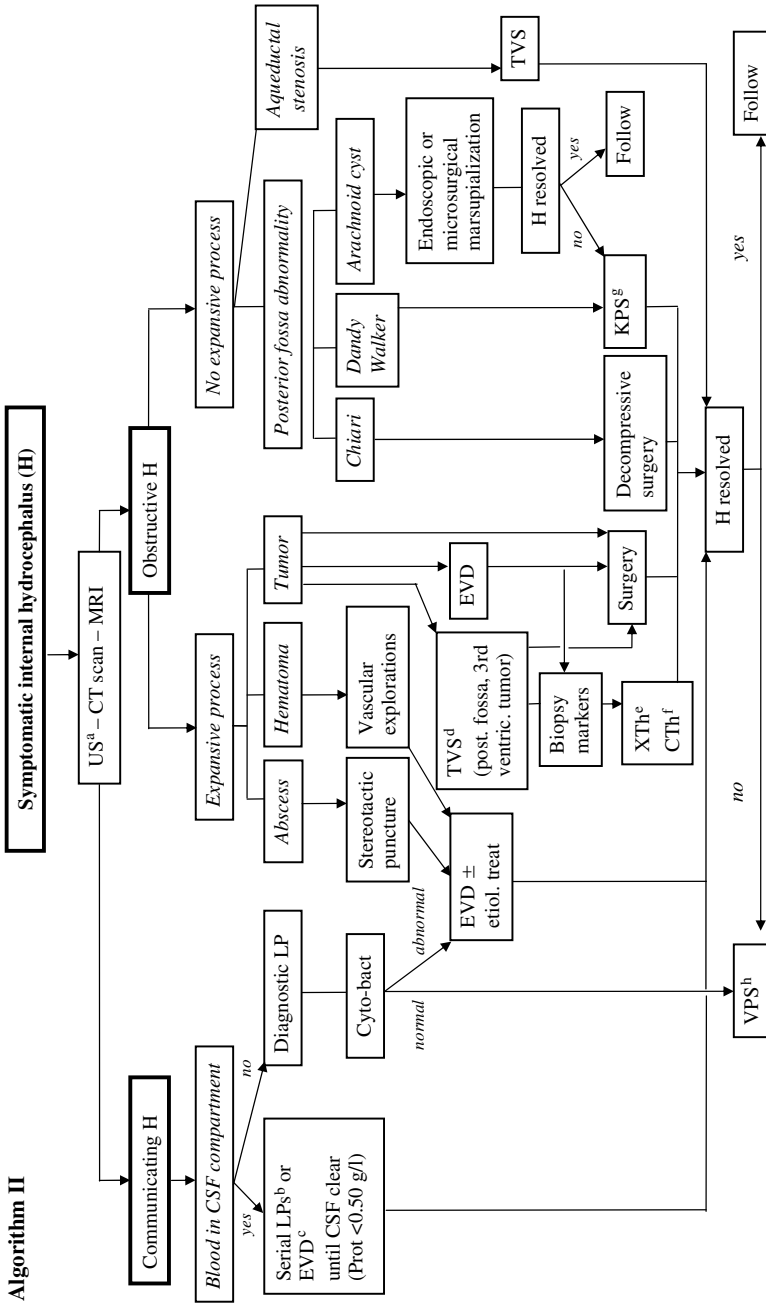 Algorithm II
Symptomatic internal hydrocephalus (H)
USa – CT scan – MRI
Communicating H
Obstructive H
Blood in CSF compartment
Expansive process
No expansive process
yes
no
Serial LPsb or
EVDc
until CSF clear
(Prot <0.50 g/l)
Diagnostic LP
Abscess
Hematoma
Tumor
Posterior fossa abnormality
Aqueductal
stenosis
Cyto-bact
Stereotactic
puncture
Vascular
explorations
Chiari
Dandy
Walker
Arachnoid cyst
normal
abnormal
EVD ±
etiol. treat
TVSd
(post. fossa, 3rd
ventric. tumor)
EVD
Endoscopic or
microsurgical
marsupialization
TVS
Biopsy
markers
H resolved
no
yes
XThe
CThf
Surgery
Decompressive
surgery
KPSg
Follow
H resolved
no
yes
VPSh
Follow